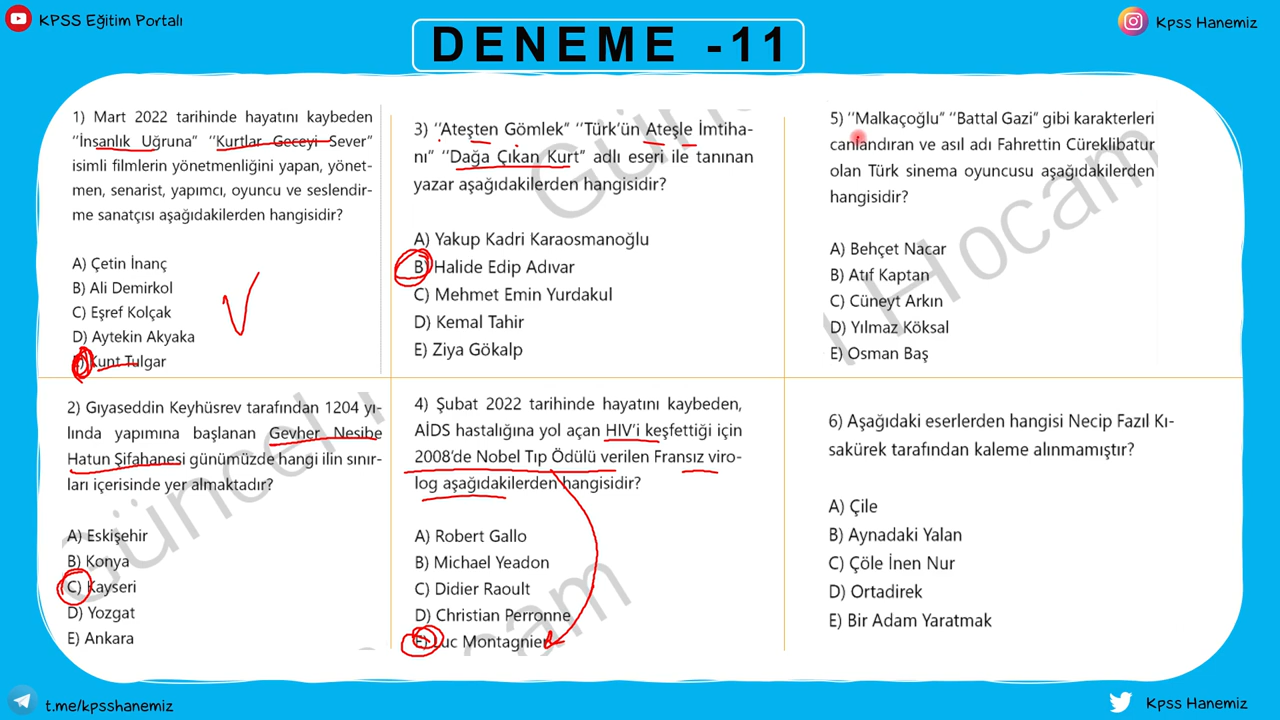 KPSS Eğitim Portalı
DENEME -11
Kpss Hanemiz
1) Mart 2022 tarihinde hayatını kaybeden
‘‘İnsanlık Uğruna” ‘‘Kurtlar Geceyi Sever”
isimli filmlerin yönetmenliğini yapan, yönet-
men, senarist, yapımcı, oyuncu ve seslendir-
me sanatçısı aşağıdakilerden hangisidir?
A) Çetin İnanç
B) Ali Demirkol
C) Eşref Kolçak
D) Aytekin Akyaka
E) Kunt Tulgar
2) Gıyaseddin Keyhüsrev tarafından 1204 yı-
lında yapımına başlanan Gevher Nesibe
Hatun Şifahanesi günümüzde hangi ilin sınır-
ları içerisinde yer almaktadır?
A) Eskişehir
B) Konya
C) Kayseri
D) Yozgat
E) Ankara
3) ‘‘Ateşten Gömlek” ‘‘Türk’ün Ateşle İmtiha-
nı” ‘‘Dağa Çıkan Kurt” adlı eseri ile tanınan
yazar aşağıdakilerden hangisidir?
A) Yakup Kadri Karaosmanoğlu
B) Halide Edip Adıvar
C) Mehmet Emin Yurdakul
D) Kemal Tahir
E) Ziya Gökalp
4) Şubat 2022 tarihinde hayatını kaybeden,
AİDS hastalığına yol açan HIV’i keşfettiği için
2008’de Nobel Tıp Ödülü verilen Fransız viro-
log aşağıdakilerden hangisidir?
A) Robert Gallo
B) Michael Yeadon
C) Didier Raoult
D) Christian Perronne
E) Luc Montagnier
5) ‘‘Malkaçoğlu” ‘‘Battal Gazi” gibi karakterleri
canlandıran ve asıl adı Fahrettin Cüreklibatur
olan Türk sinema oyuncusu aşağıdakilerden
hangisidir?
A) Behçet Nacar
B) Atıf Kaptan
C) Cüneyt Arkın
D) Yılmaz Köksal
E) Osman Baş
6) Aşağıdaki eserlerden hangisi Necip Fazıl Kı-
sakürek tarafından kaleme alınmamıştır?
A) Çile
B) Aynadaki Yalan
C) Çöle İnen Nur
D) Ortadirek
E) Bir Adam Yaratmak
t.me/kpsshanemiz
Kpss Hanemiz